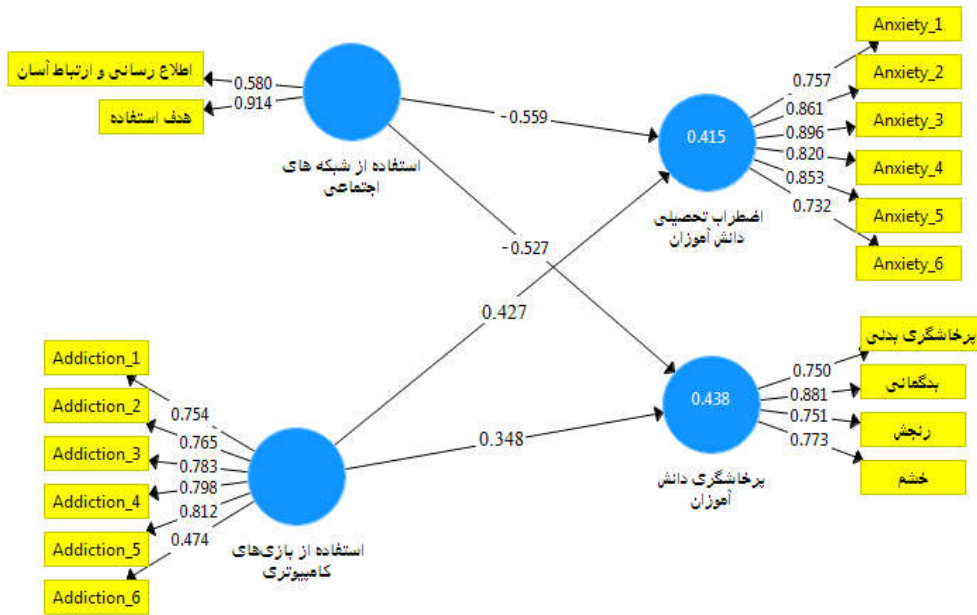 اطلاع رسانی و ارتباط آسان
هدف استفاده
0.580
0.914
استفاده از شبکه های
اجتماعی
-0.559
-0.527
0.427
0.348
0.415
اضطراب تحصیلی
دانش آموزان
Anxiety_1
Anxiety_2
Anxiety_3
Anxiety_4
Anxiety_5
Anxiety_6
0.757
0.861
0.896
0.820
0.853
0.732
Addiction_1
Addiction_2
Addiction_3
Addiction_4
Addiction_5
Addiction_6
0.754
0.765
0.783
0.798
0.812
0.474
استفاده از بازی‌های
کامپیوتری
0.438
پرخاشگری دانش
آموزان
0.750
0.881
0.751
0.773
پرخاشگری بدنی
بدگمانی
رنجش
خشم